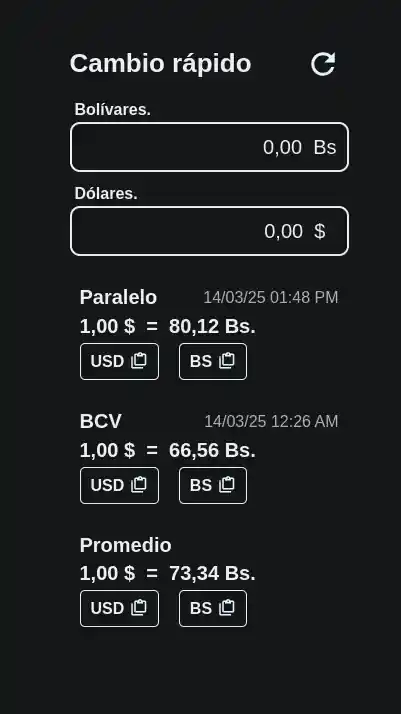 Cambio rápido
Bolívares.
0,00 Bs
Dólares.
0,00 $
Paralelo 14/03/25 01:48 PM
1,00 $ = 80,12 Bs.
USD BS
BCV 14/03/25 12:26 AM
1,00 $ = 66,56 Bs.
USD BS
Promedio
1,00 $ = 73,34 Bs.
USD BS